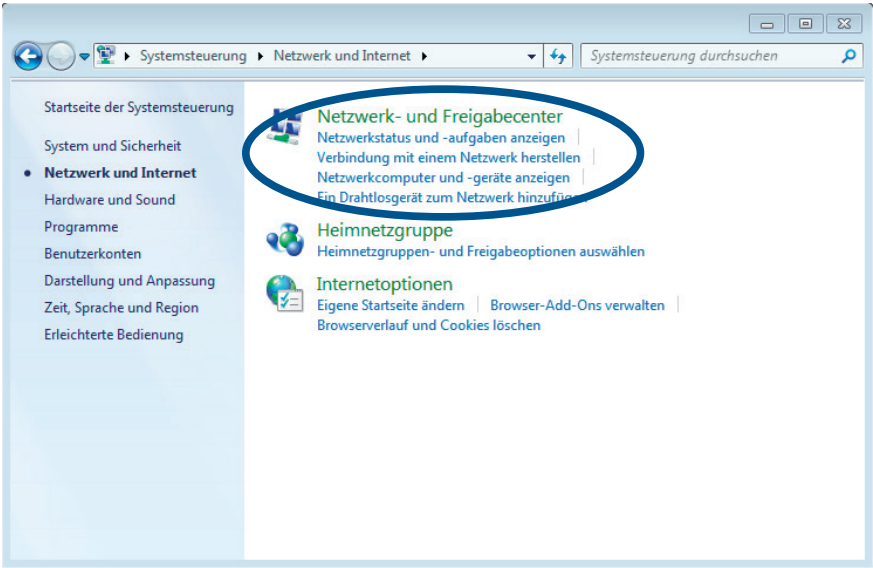 Systemsteuerung Netzwerk und Internet
Systemsteuerung durchsuchen
Startseite der Systemsteuerung
System und Sicherheit
Netzwerk und Internet
Hardware und Sound
Programme
Benutzerkonten
Darstellung und Anpassung
Zeit, Sprache und Region
Erleichterte Bedienung
Netzwerk- und Freigabecenter
Netzwerkstatus und -aufgaben anzeigen
Verbindung mit einem Netzwerk herstellen
Netzwerkcomputer und -geräte anzeigen
Ein Drahtlosgerät zum Netzwerk hinzufügen
Heimnetzgruppe
Heimnetzgruppen- und Freigabeoptionen auswählen
Internetoptionen
Eigene Startseite ändern Browser-Add-Ons verwalten
Browserverlauf und Cookies löschen